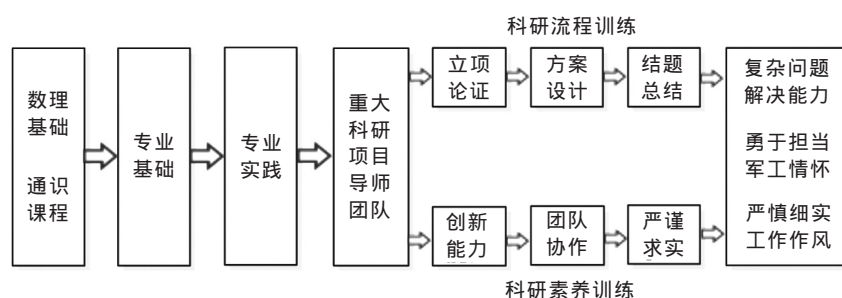 科研流程训练
数理
基础
通识
课程
专业
基础
专业
实践
重大
科研
项目
导师
团队
立项
论证
方案
设计
结题
总结
创新
能力
团队
协作
严谨
求实
复杂问题
解决能力
勇于担当
军工情怀
严慎细实
工作作风
科研素养训练